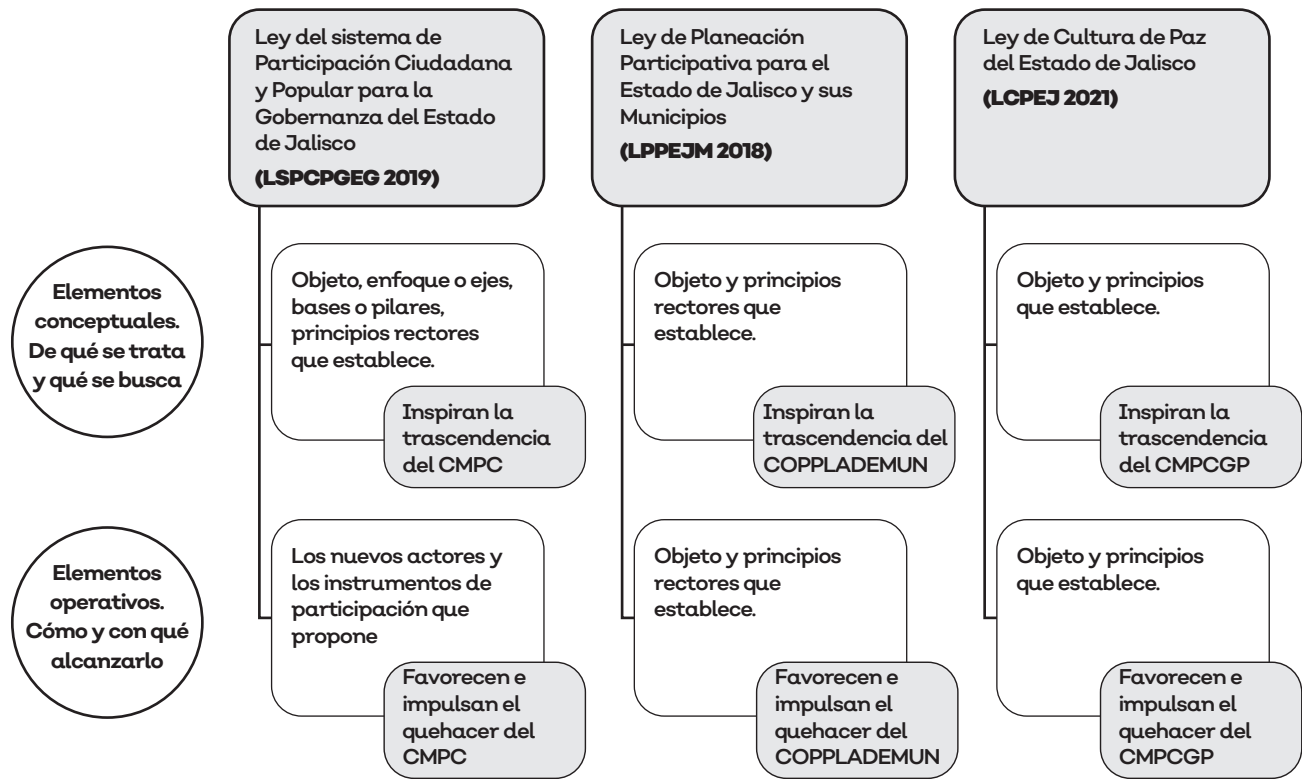 Ley del sistema de
Participación Ciudadana
y Popular para la
Gobernanza del Estado
de Jalisco
(LSPCPGEG 2019)
Ley de Planeación
Participativa para el
Estado de Jalisco y sus
Municipios
(LPPEJM 2018)
Ley de Cultura de Paz
del Estado de Jalisco
(LCPEJ 2021)
Elementos
conceptuales.
De qué se trata
y qué se busca
Objeto, enfoque o ejes,
bases o pilares,
principios rectores
que establece.
Inspiran la
trascendencia
del CMPC
Objeto y principios
rectores que
establece.
Inspiran la
trascendencia del
COPPLADEMUN
Objeto y principios
que establece.
Inspiran la
trascendencia
del CMPCGP
Elementos
operativos.
Cómo y con qué
alcanzarlo
Los nuevos actores y
los instrumentos de
participación que
propone
Favorecen e
impulsan el
quehacer del
CMPC
Objeto y principios
rectores que
establece.
Favorecen e
impulsan el
quehacer del
COPPLADEMUN
Objeto y principios
que establece.
Favorecen e
impulsan el
quehacer del
CMPCGP